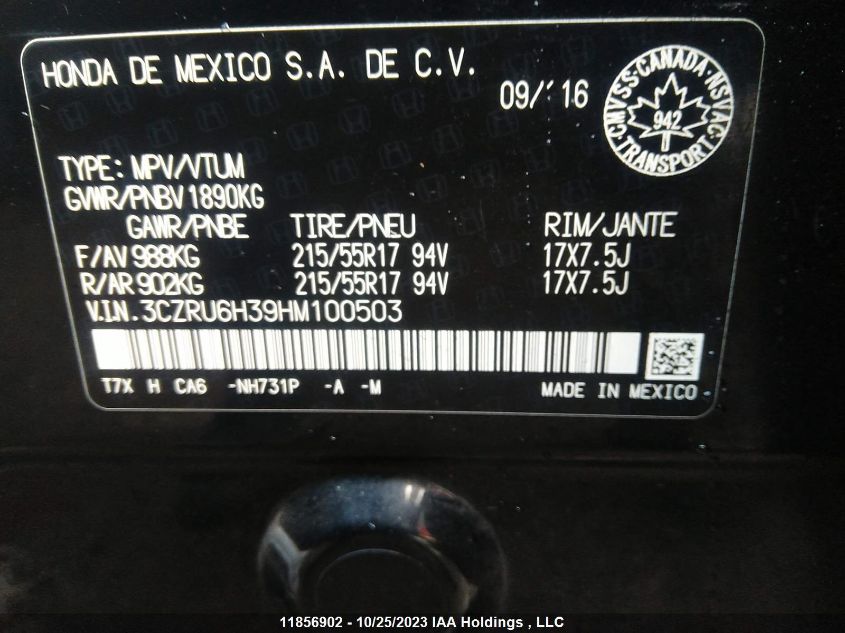 HONDA DE MEXICO S.A. DE C.V.
09/16
CMVSS·CANADA·NSVAC·TRANSPORT
942
TYPE: MPV/VTUM
GVWR/PNBV 1890KG
GAWR/PNBE TIRE/PNEU RIM/JANTE
F/AV 988KG 215/55R17 94V 17X7.5J
R/AR 902KG 215/55R17 94V 17X7.5J
V.I.N. 3CZRU6H39HM100503
T7X H CA6 -NH731P -A -M MADE IN MEXICO
11856902 - 10/25/2023 IAA Holdings , LLC